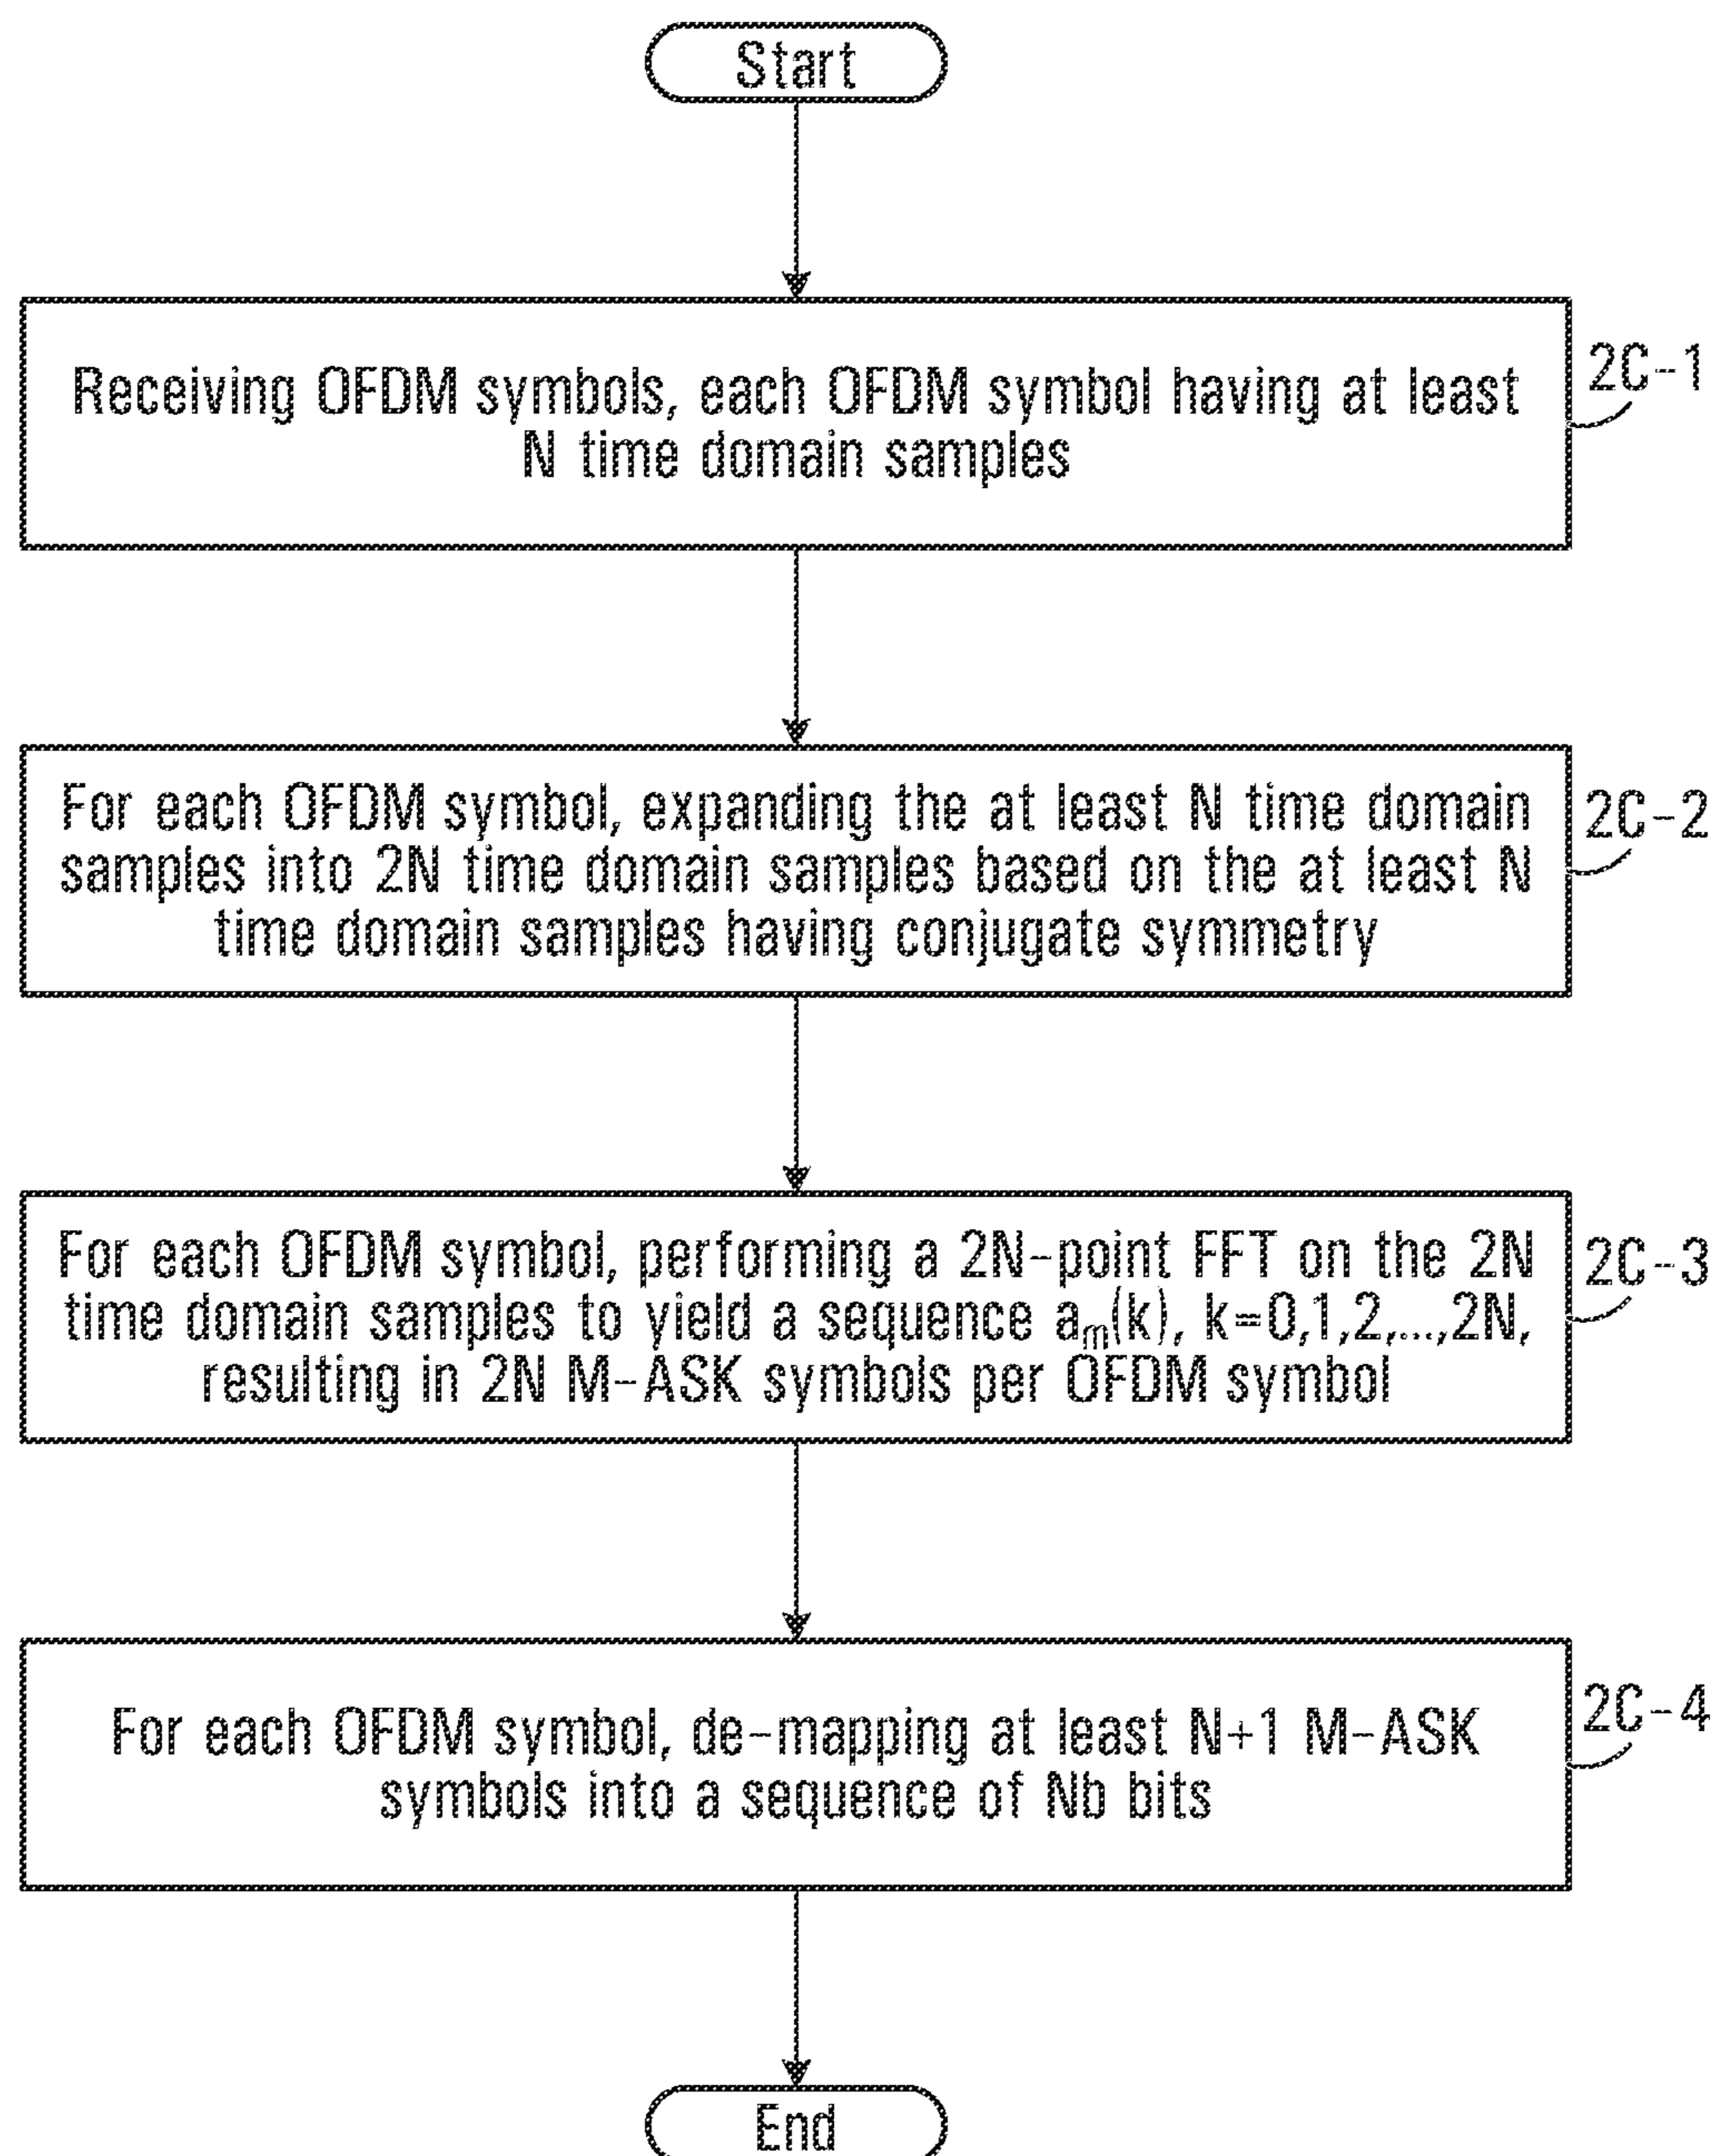 Start
Receiving OFDM symbols, each OFDM symbol having at least
N time domain samples
2C-1
For each OFDM symbol, expanding the at least N time domain
samples into 2N time domain samples based on the at least N
time domain samples having conjugate symmetry
2C-2
For each OFDM symbol, performing a 2N-point FFT on the 2N
time domain samples to yield a sequence aₘ(k), k=0,1,2,...,2N,
resulting in 2N M-ASK symbols per OFDM symbol
2C-3
For each OFDM symbol, de-mapping at least N+1 M-ASK
symbols into a sequence of Nb bits
2C-4
End